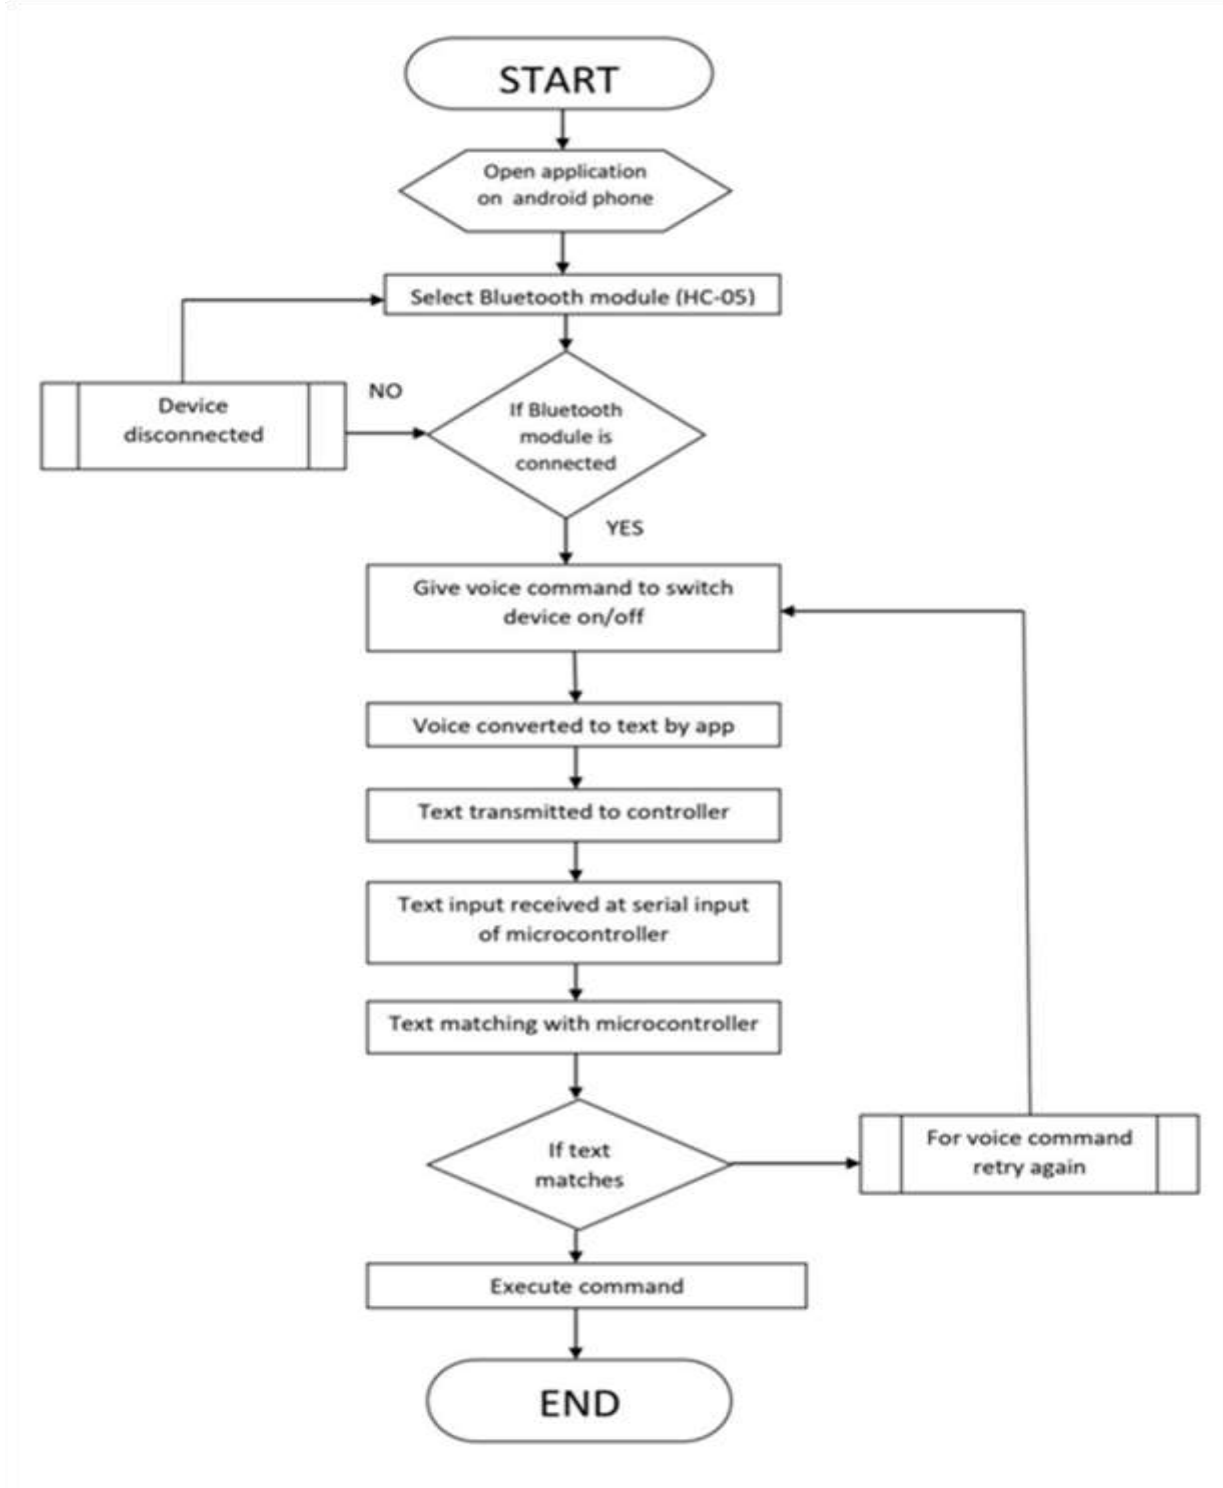 START
Open application
on android phone
Select Bluetooth module (HC-05)
Device
disconnected
NO
If Bluetooth
module is
connected
YES
Give voice command to switch
device on/off
Voice converted to text by app
Text transmitted to controller
Text input received at serial input
of microcontroller
Text matching with microcontroller
If text
matches
For voice command
retry again
Execute command
END